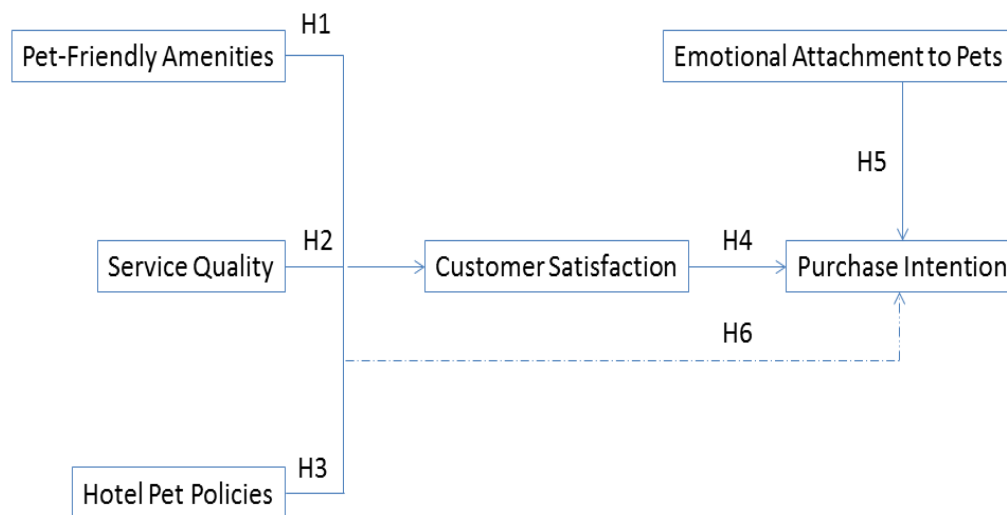 H1
Pet-Friendly Amenities
Emotional Attachment to Pets
H5
H2
H4
Service Quality
Customer Satisfaction
Purchase Intention
H6
H3
Hotel Pet Policies